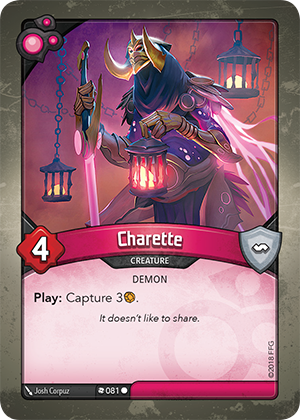 Charette
CREATURE
4
DEMON
Play: Capture 3.
It doesn't like to share.
©2018 FFG
Josh Corpuz
081